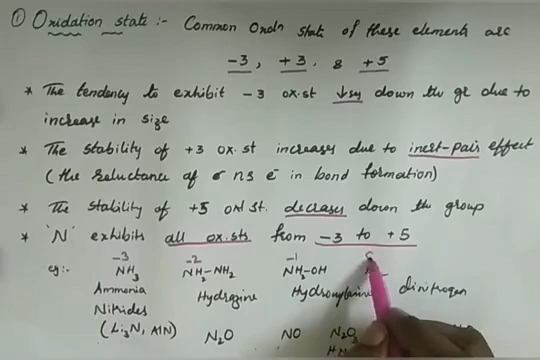 ① Oxidation state :- Common Oxdn state of these elements are
-3 , +3 , & +5
* The tendency to exhibit -3 ox.st ↓ses down the gr due to
increase in size
* The stability of +3 ox.st increases due to inert-pair effect
(the reluctance of ns e⁻ in bond formation)
* The stability of +5 oxd st. decreases down the group
* 'N' exhibits all ox.sts from -3 to +5
-3 -2 -1
eg:- NH₃ NH₂-NH₂ NH₂-OH
Ammonia Hydrazine Hydroxylamine dinitrogen
Nitrides
(Li₃N, AlN) N₂O NO N₂O₃